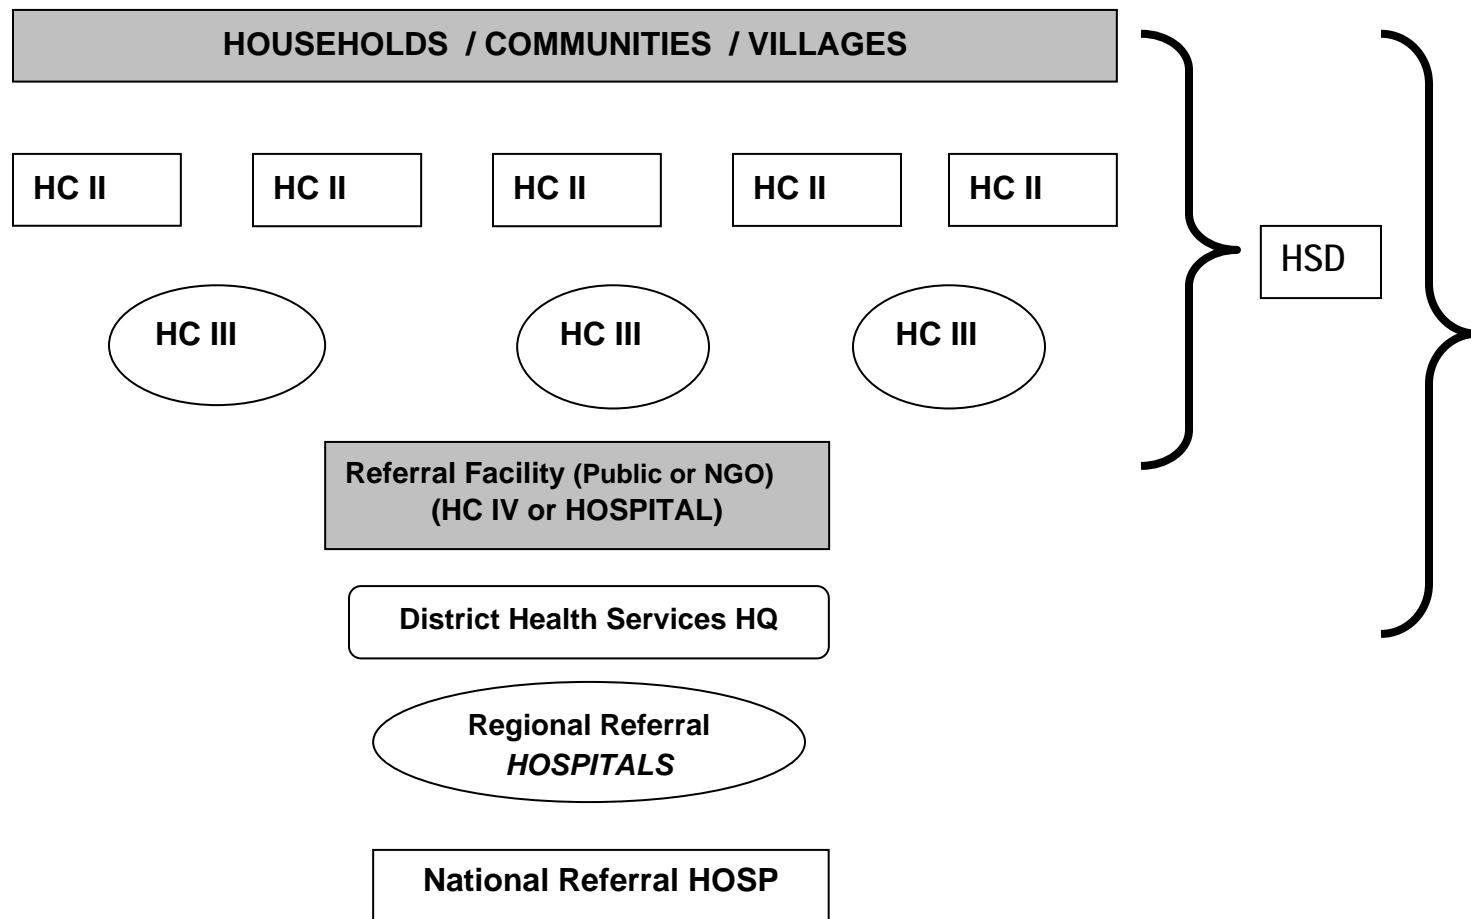 HOUSEHOLDS / COMMUNITIES / VILLAGES
HC II
HC II
HC II
HC II
HC II
HSD
HC III
HC III
HC III
Referral Facility (Public or NGO)
(HC IV or HOSPITAL)
District Health Services HQ
Regional Referral
HOSPITALS
National Referral HOSP